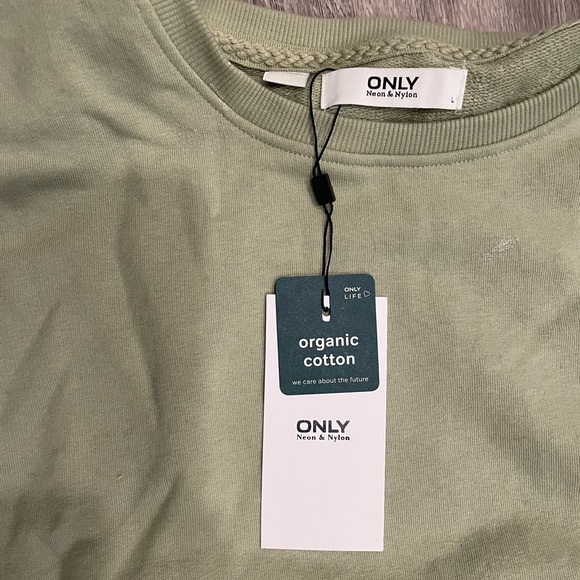 ONLY
Neon & Nylon
L
ONLY
LIFE
organic
cotton
we care about the future
ONLY
Neon & Nylon